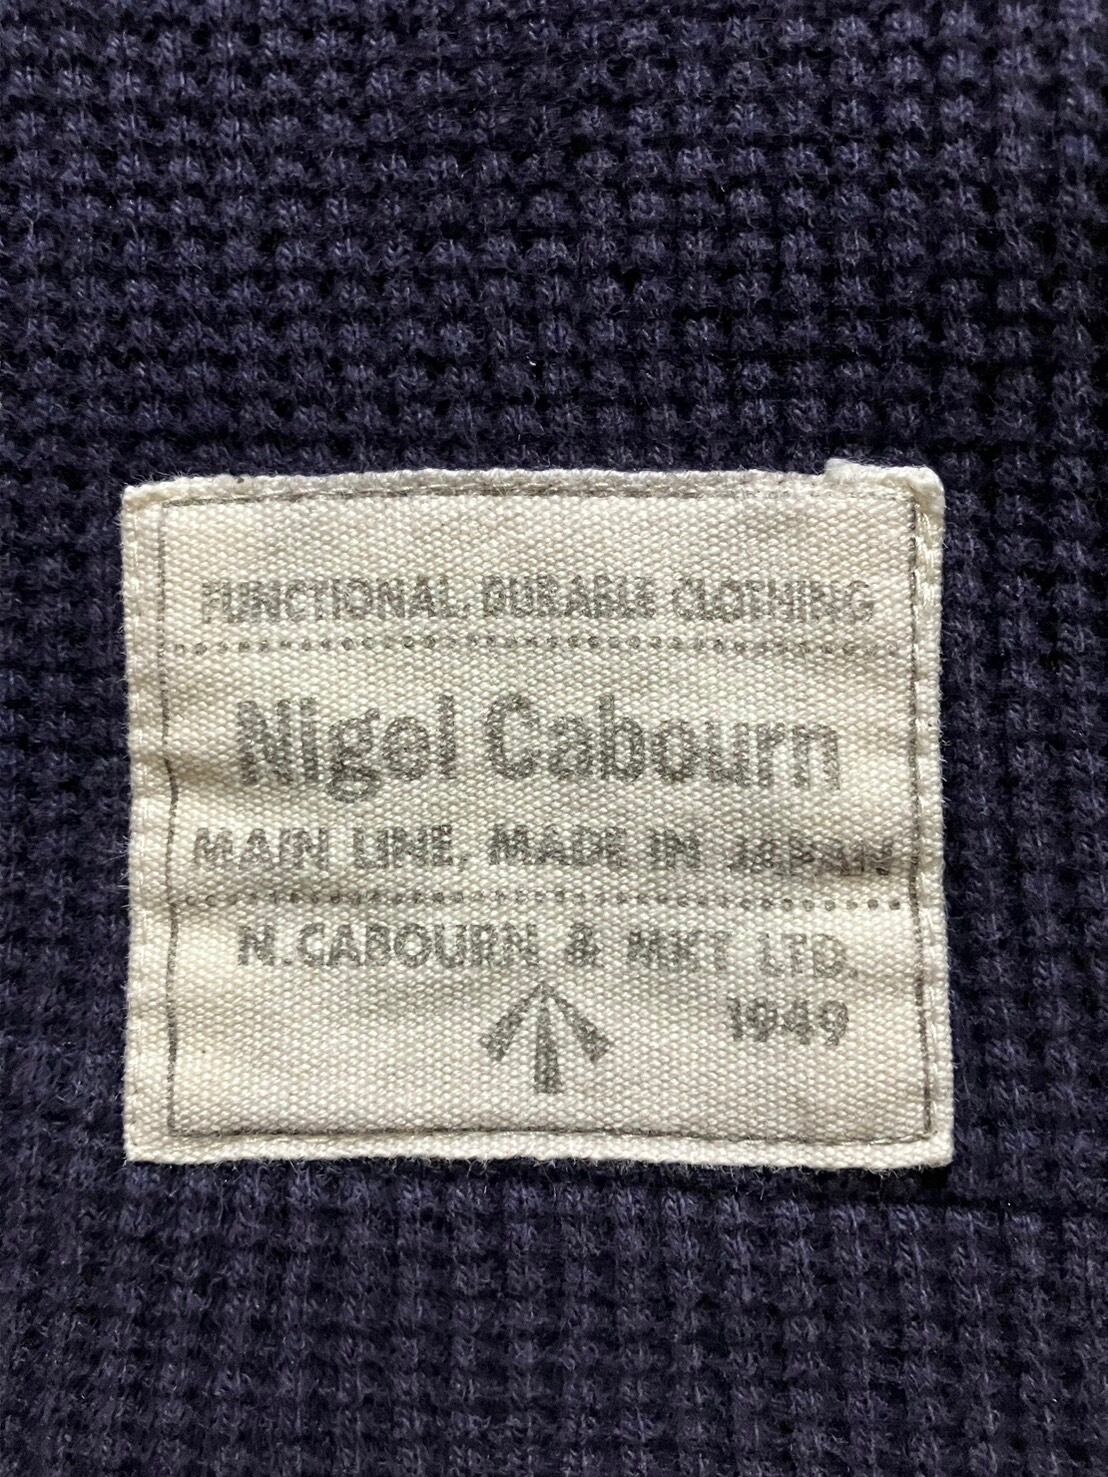 FUNCTIONAL, DURABLE CLOTHING
Nigel Cabourn
MAIN LINE, MADE IN JAPAN,
N.CABOURN & MKT LTD.
1949